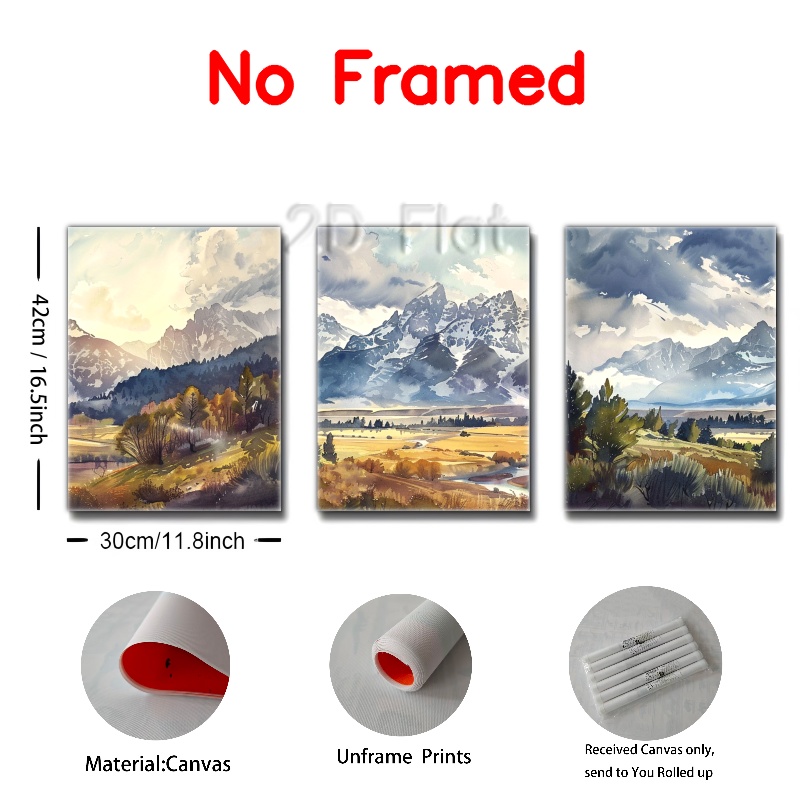 No Framed
2D Flat
42cm / 16.5inch
30cm/11.8inch
Material:Canvas
Unframe Prints
Received Canvas only,
send to You Rolled up